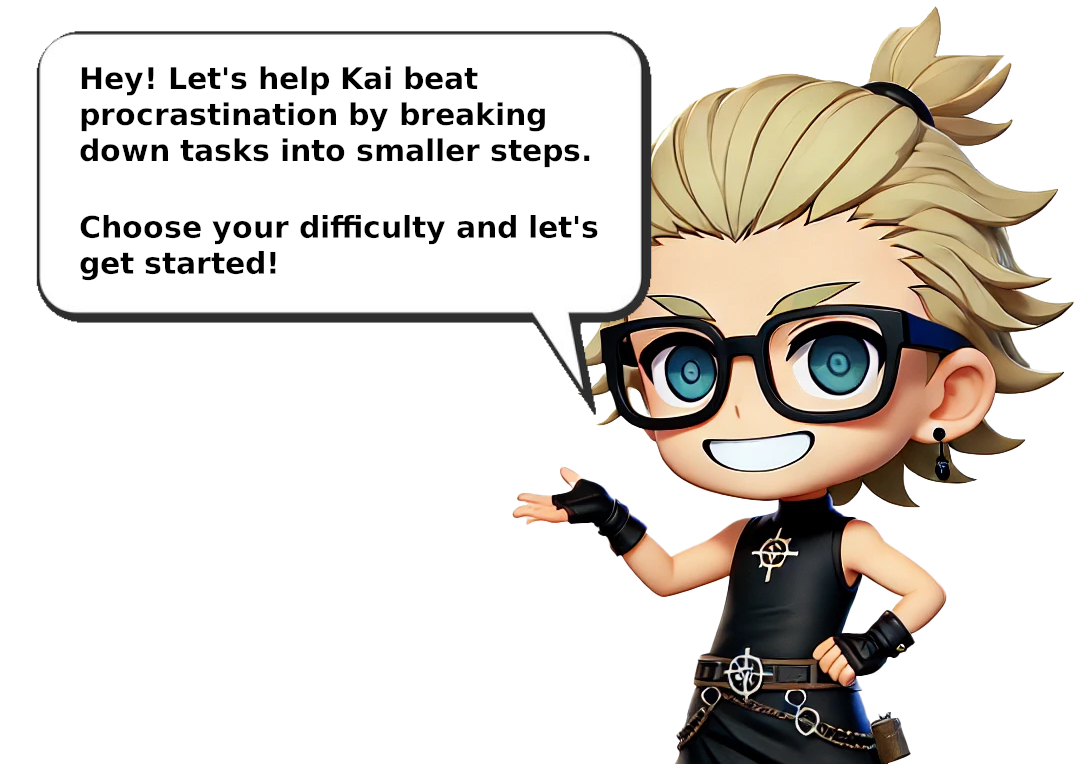 Hey! Let's help Kai beat
procrastination by breaking
down tasks into smaller steps.
Choose your difficulty and let's
get started!